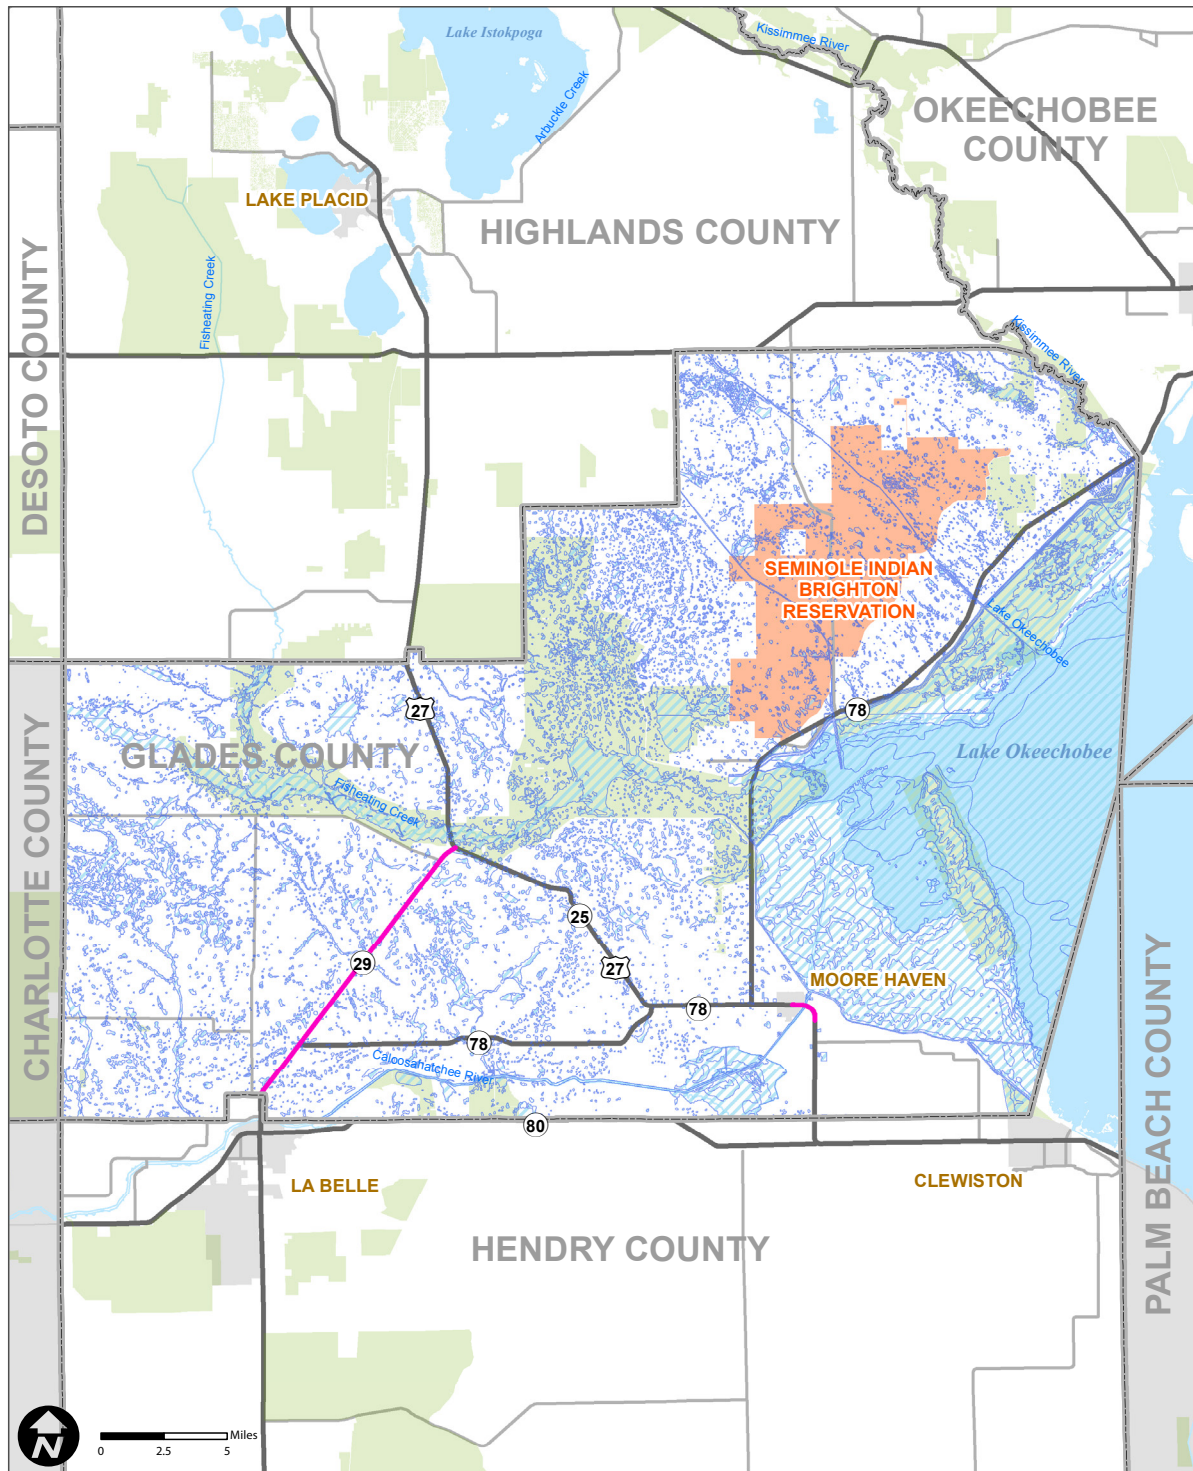 Lake Istokpoga
Kissimmee River
Arbuckle Creek
OKEECHOBEE
COUNTY
LAKE PLACID
HIGHLANDS COUNTY
DESOTO COUNTY
Fisheating Creek
Kissimmee River
SEMINOLE INDIAN
BRIGHTON
RESERVATION
Lake Okeechobee
27
78
GLADES COUNTY
Lake Okeechobee
Fisheating Creek
CHARLOTTE COUNTY
25
29
27
MOORE HAVEN
78
78
Caloosahatchee River
80
PALM BEACH COUNTY
LA BELLE
CLEWISTON
HENDRY COUNTY
N
Miles
0 2.5 5